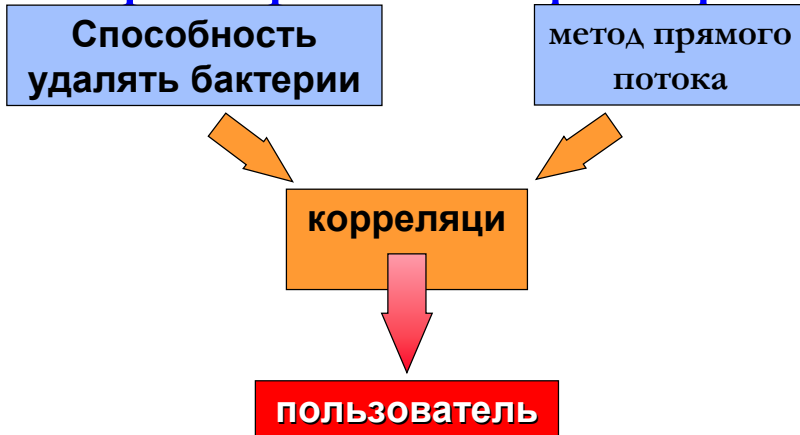 Способность
удалять бактерии
метод прямого
потока
корреляци
пользователь